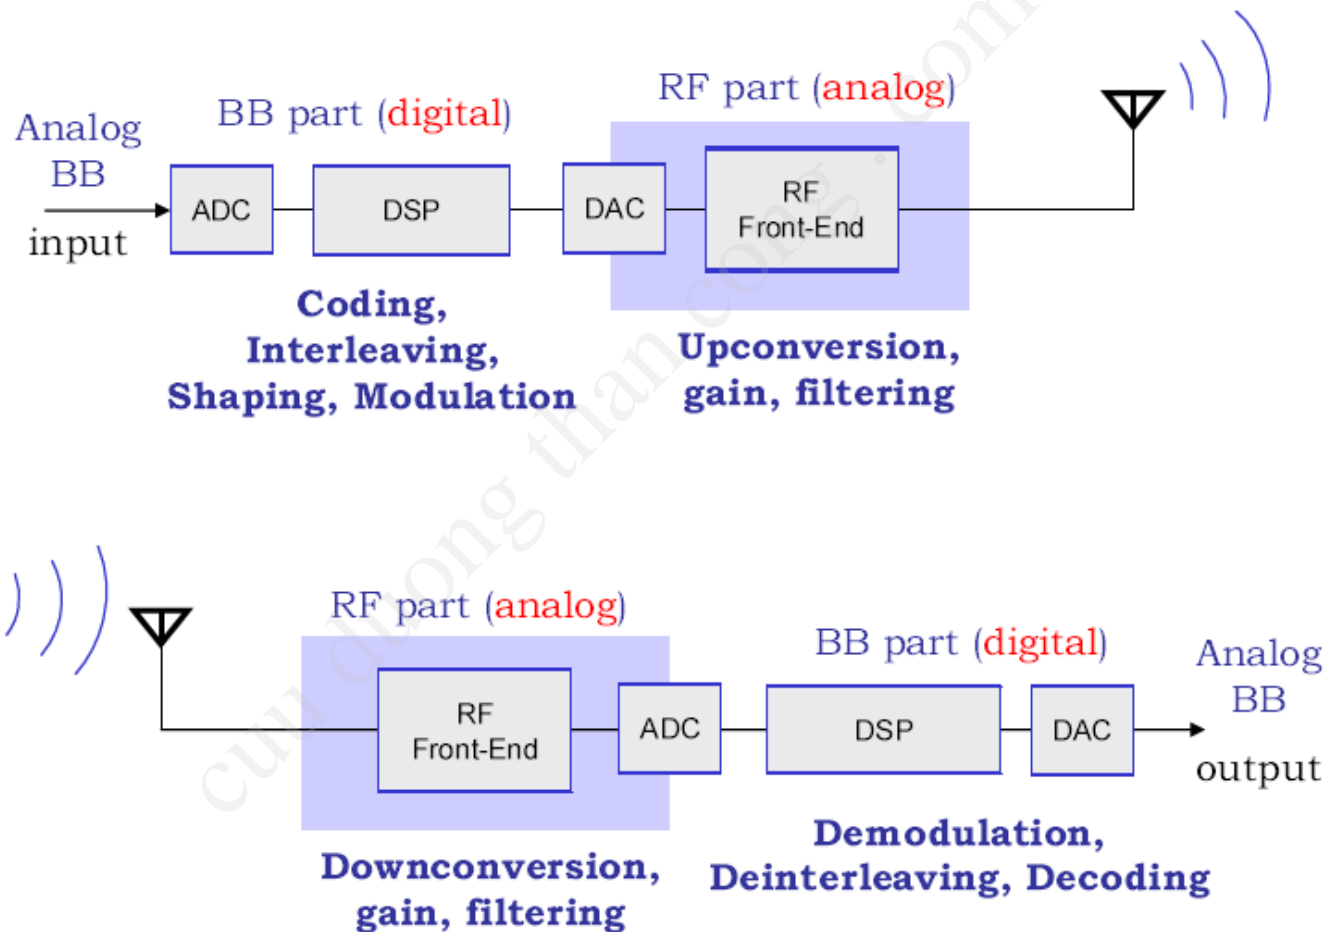 RF part (analog)
BB part (digital)
Analog
BB
input
ADC
DSP
DAC
RF
Front-End
Coding,
Interleaving,
Shaping, Modulation
Upconversion,
gain, filtering
RF part (analog)
BB part (digital)
Analog
BB
output
RF
Front-End
ADC
DSP
DAC
Downconversion,
gain, filtering
Demodulation,
Deinterleaving, Decoding
cuu duong than cong . com